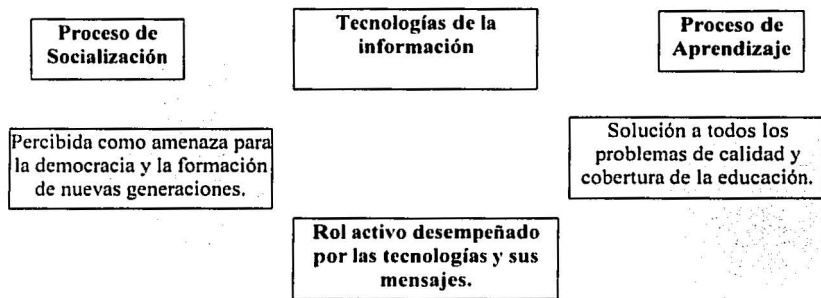 Proceso de
Socialización
Tecnologías de la
información
Proceso de
Aprendizaje
Percibida como amenaza para
la democracia y la formación
de nuevas generaciones.
Solución a todos los
problemas de calidad y
cobertura de la educación.
Rol activo desempeñado
por las tecnologías y sus
mensajes.